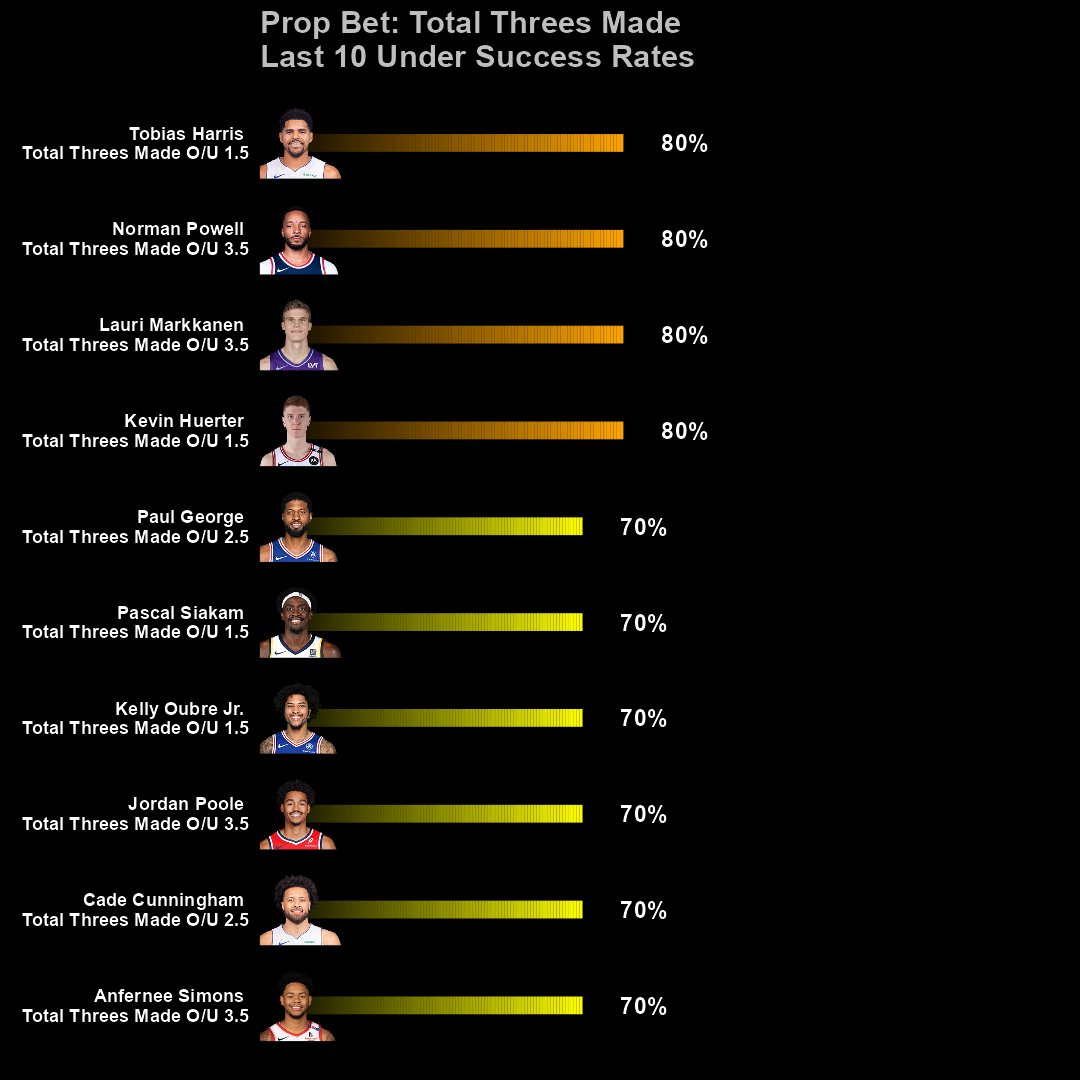 Prop Bet: Total Threes Made
Last 10 Under Success Rates
Tobias Harris
Total Threes Made O/U 1.5
80%
Norman Powell
Total Threes Made O/U 3.5
80%
Lauri Markkanen
Total Threes Made O/U 3.5
80%
Kevin Huerter
Total Threes Made O/U 1.5
80%
Paul George
Total Threes Made O/U 2.5
70%
Pascal Siakam
Total Threes Made O/U 1.5
70%
Kelly Oubre Jr.
Total Threes Made O/U 1.5
70%
Jordan Poole
Total Threes Made O/U 3.5
70%
Cade Cunningham
Total Threes Made O/U 2.5
70%
Anfernee Simons
Total Threes Made O/U 3.5
70%